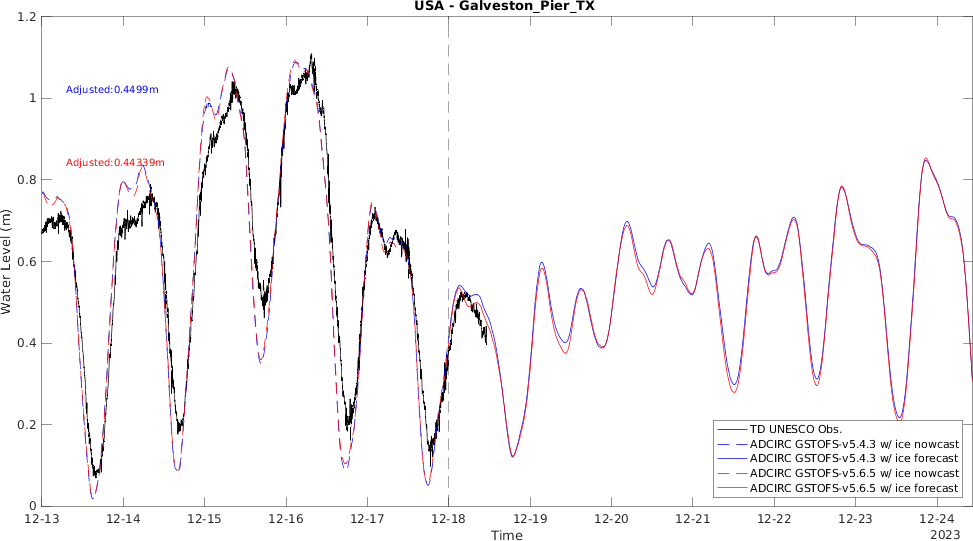 USA - Galveston_Pier_TX
1.2
1
0.8
0.6
0.4
0.2
0
Water Level (m)
Adjusted:0.4499m
Adjusted:0.44339m
TD UNESCO Obs.
ADCIRC GSTOFS-v5.4.3 w/ ice nowcast
ADCIRC GSTOFS-v5.4.3 w/ ice forecast
ADCIRC GSTOFS-v5.6.5 w/ ice nowcast
ADCIRC GSTOFS-v5.6.5 w/ ice forecast
12-13 12-14 12-15 12-16 12-17 12-18 12-19 12-20 12-21 12-22 12-23 12-24
Time
2023